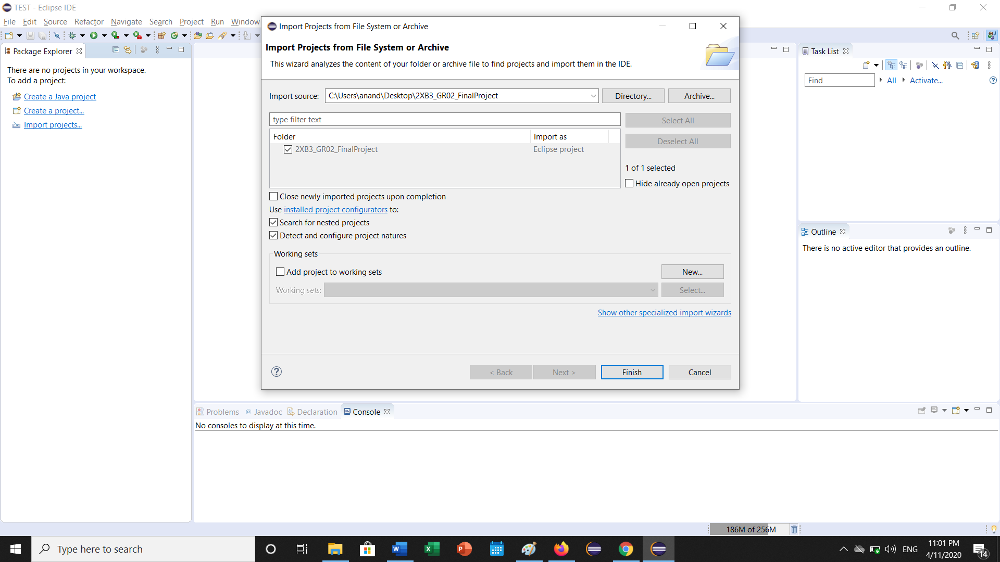 TEST - Eclipse IDE
File Edit Source Refactor Navigate Search Project Run Window
Package Explorer
There are no projects in your workspace.
To add a project:
Create a Java project
Create a project...
Import projects...
Import Projects from File System or Archive
Import Projects from File System or Archive
This wizard analyzes the content of your folder or archive file to find projects and import them in the IDE.
Import source: C:\Users\anand\Desktop\2XB3_GR02_FinalProject Directory... Archive...
type filter text
Select All
Folder Import as
Deselect All
2XB3_GR02_FinalProject Eclipse project
1 of 1 selected
Hide already open projects
Close newly imported projects upon completion
Use installed project configurators to:
Search for nested projects
Detect and configure project natures
Working sets
Add project to working sets New...
Working sets: Select...
Show other specialized import wizards
? < Back Next > Finish Cancel
Task List
Find All Activate... ?
Outline
There is no active editor that provides an outline.
Problems @ Javadoc Declaration Console
No consoles to display at this time.
186M of 256M
Type here to search
ENG
11:01 PM
4/11/2020
14